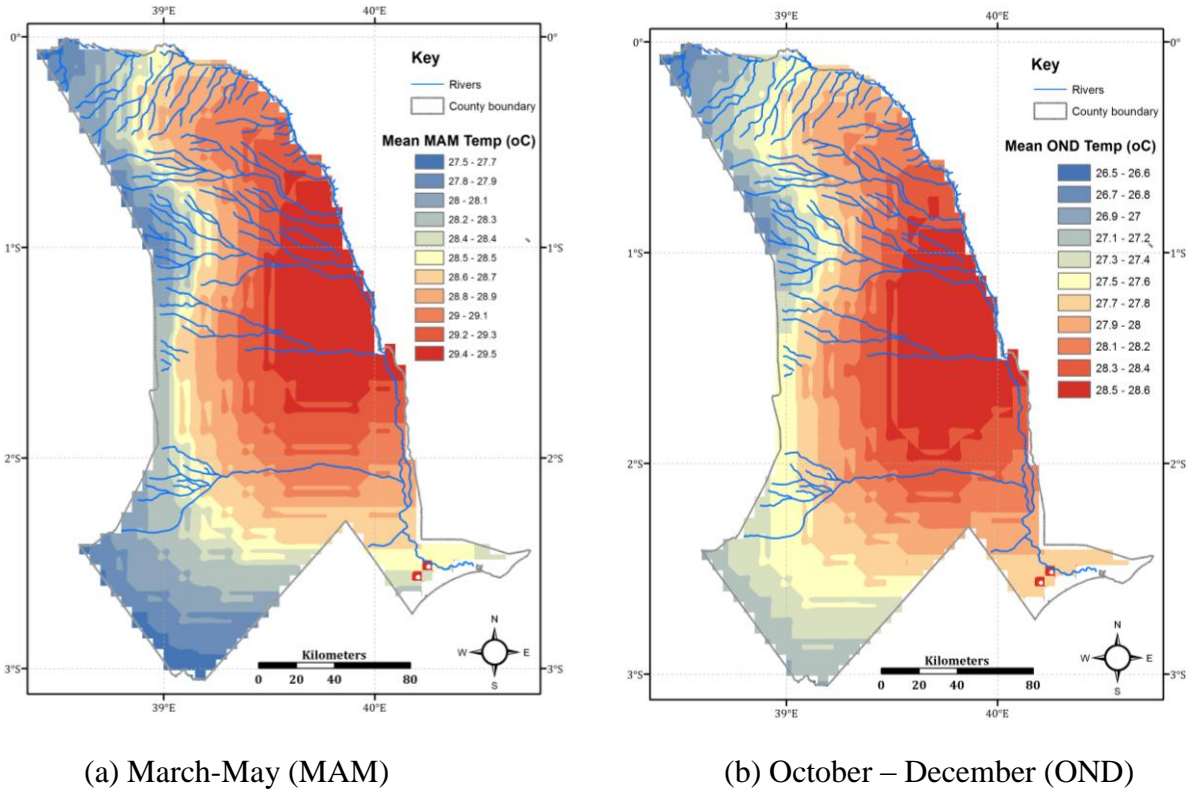 39°E 40°E
0° 0°
Key
Rivers
County boundary
Mean MAM Temp (oC)
27.5 - 27.7
27.8 - 27.9
28 - 28.1
28.2 - 28.3
28.4 - 28.4
28.5 - 28.5
28.6 - 28.7
28.8 - 28.9
29 - 29.1
29.2 - 29.3
29.4 - 29.5
1°S 1°S
2°S 2°S
3°S 3°S
Kilometers
0 20 40 80
N
W E
S
39°E 40°E
(a) March-May (MAM)
39°E 40°E
0° 0°
Key
Rivers
County boundary
Mean OND Temp (oC)
26.5 - 26.6
26.7 - 26.8
26.9 - 27
27.1 - 27.2
27.3 - 27.4
27.5 - 27.6
27.7 - 27.8
27.9 - 28
28.1 - 28.2
28.3 - 28.4
28.5 - 28.6
1°S 1°S
2°S 2°S
3°S 3°S
Kilometers
0 20 40 80
N
W E
S
39°E 40°E
(b) October – December (OND)